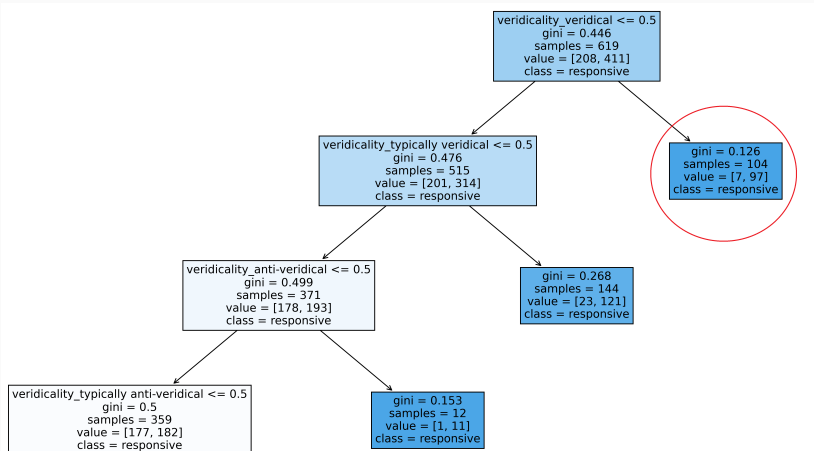 veridicality_veridical <= 0.5
gini = 0.446
samples = 619
value = [208, 411]
class = responsive
veridicality_typically veridical <= 0.5
gini = 0.476
samples = 515
value = [201, 314]
class = responsive
gini = 0.126
samples = 104
value = [7, 97]
class = responsive
veridicality_anti-veridical <= 0.5
gini = 0.499
samples = 371
value = [178, 193]
class = responsive
gini = 0.268
samples = 144
value = [23, 121]
class = responsive
veridicality_typically anti-veridical <= 0.5
gini = 0.5
samples = 359
value = [177, 182]
class = responsive
gini = 0.153
samples = 12
value = [1, 11]
class = responsive